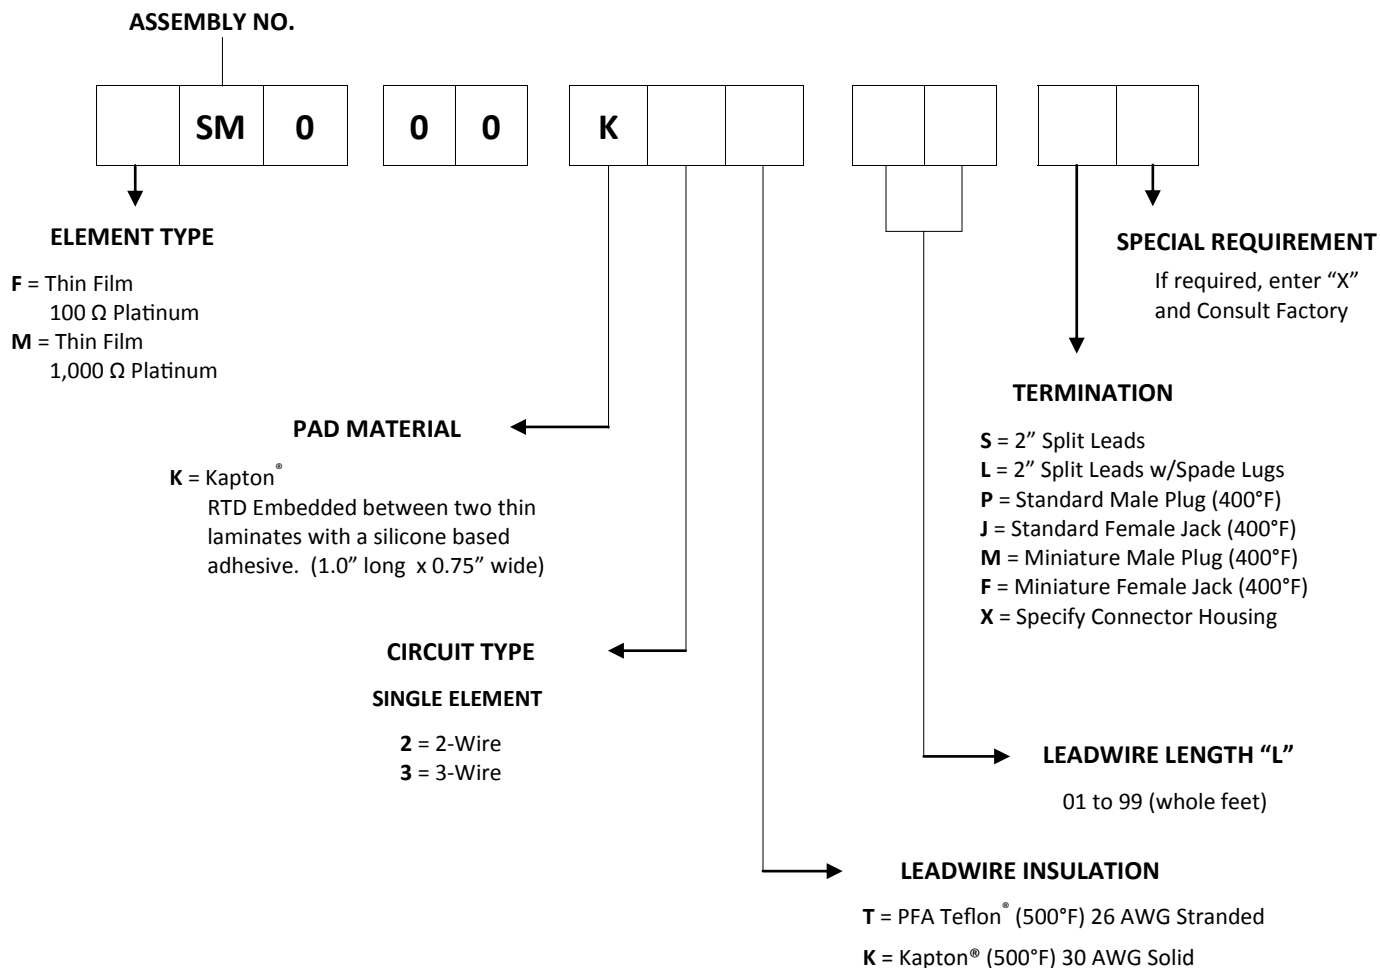 ASSEMBLY NO.
SM 0 0 0 K
ELEMENT TYPE
F = Thin Film
100 Ω Platinum
M = Thin Film
1,000 Ω Platinum
SPECIAL REQUIREMENT
If required, enter “X”
and Consult Factory
PAD MATERIAL
K = Kapton®
RTD Embedded between two thin
laminates with a silicone based
adhesive. (1.0” long x 0.75” wide)
TERMINATION
S = 2” Split Leads
L = 2” Split Leads w/Spade Lugs
P = Standard Male Plug (400°F)
J = Standard Female Jack (400°F)
M = Miniature Male Plug (400°F)
F = Miniature Female Jack (400°F)
X = Specify Connector Housing
CIRCUIT TYPE
SINGLE ELEMENT
2 = 2-Wire
3 = 3-Wire
LEADWIRE LENGTH “L”
01 to 99 (whole feet)
LEADWIRE INSULATION
T = PFA Teflon® (500°F) 26 AWG Stranded
K = Kapton® (500°F) 30 AWG Solid